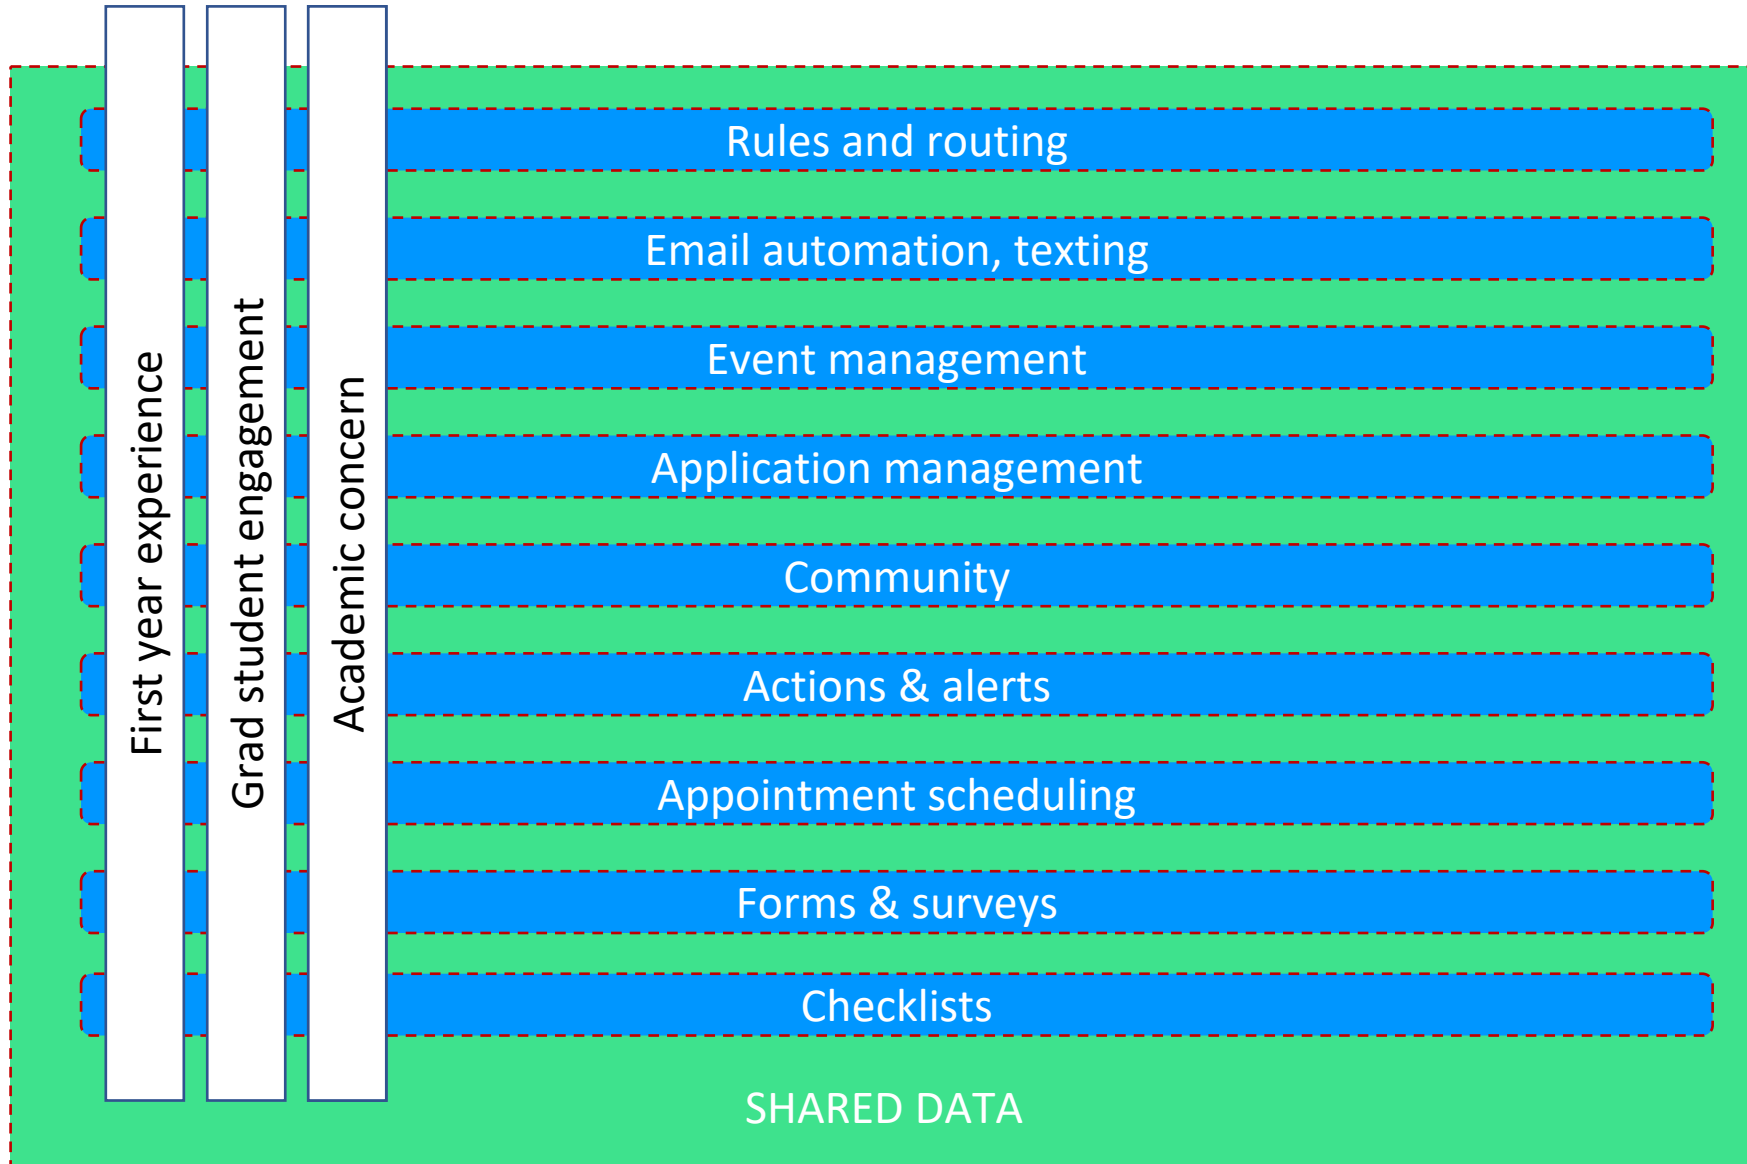 First year experience
Grad student engagement
Academic concern
Rules and routing
Email automation, texting
Event management
Application management
Community
Actions & alerts
Appointment scheduling
Forms & surveys
Checklists
SHARED DATA